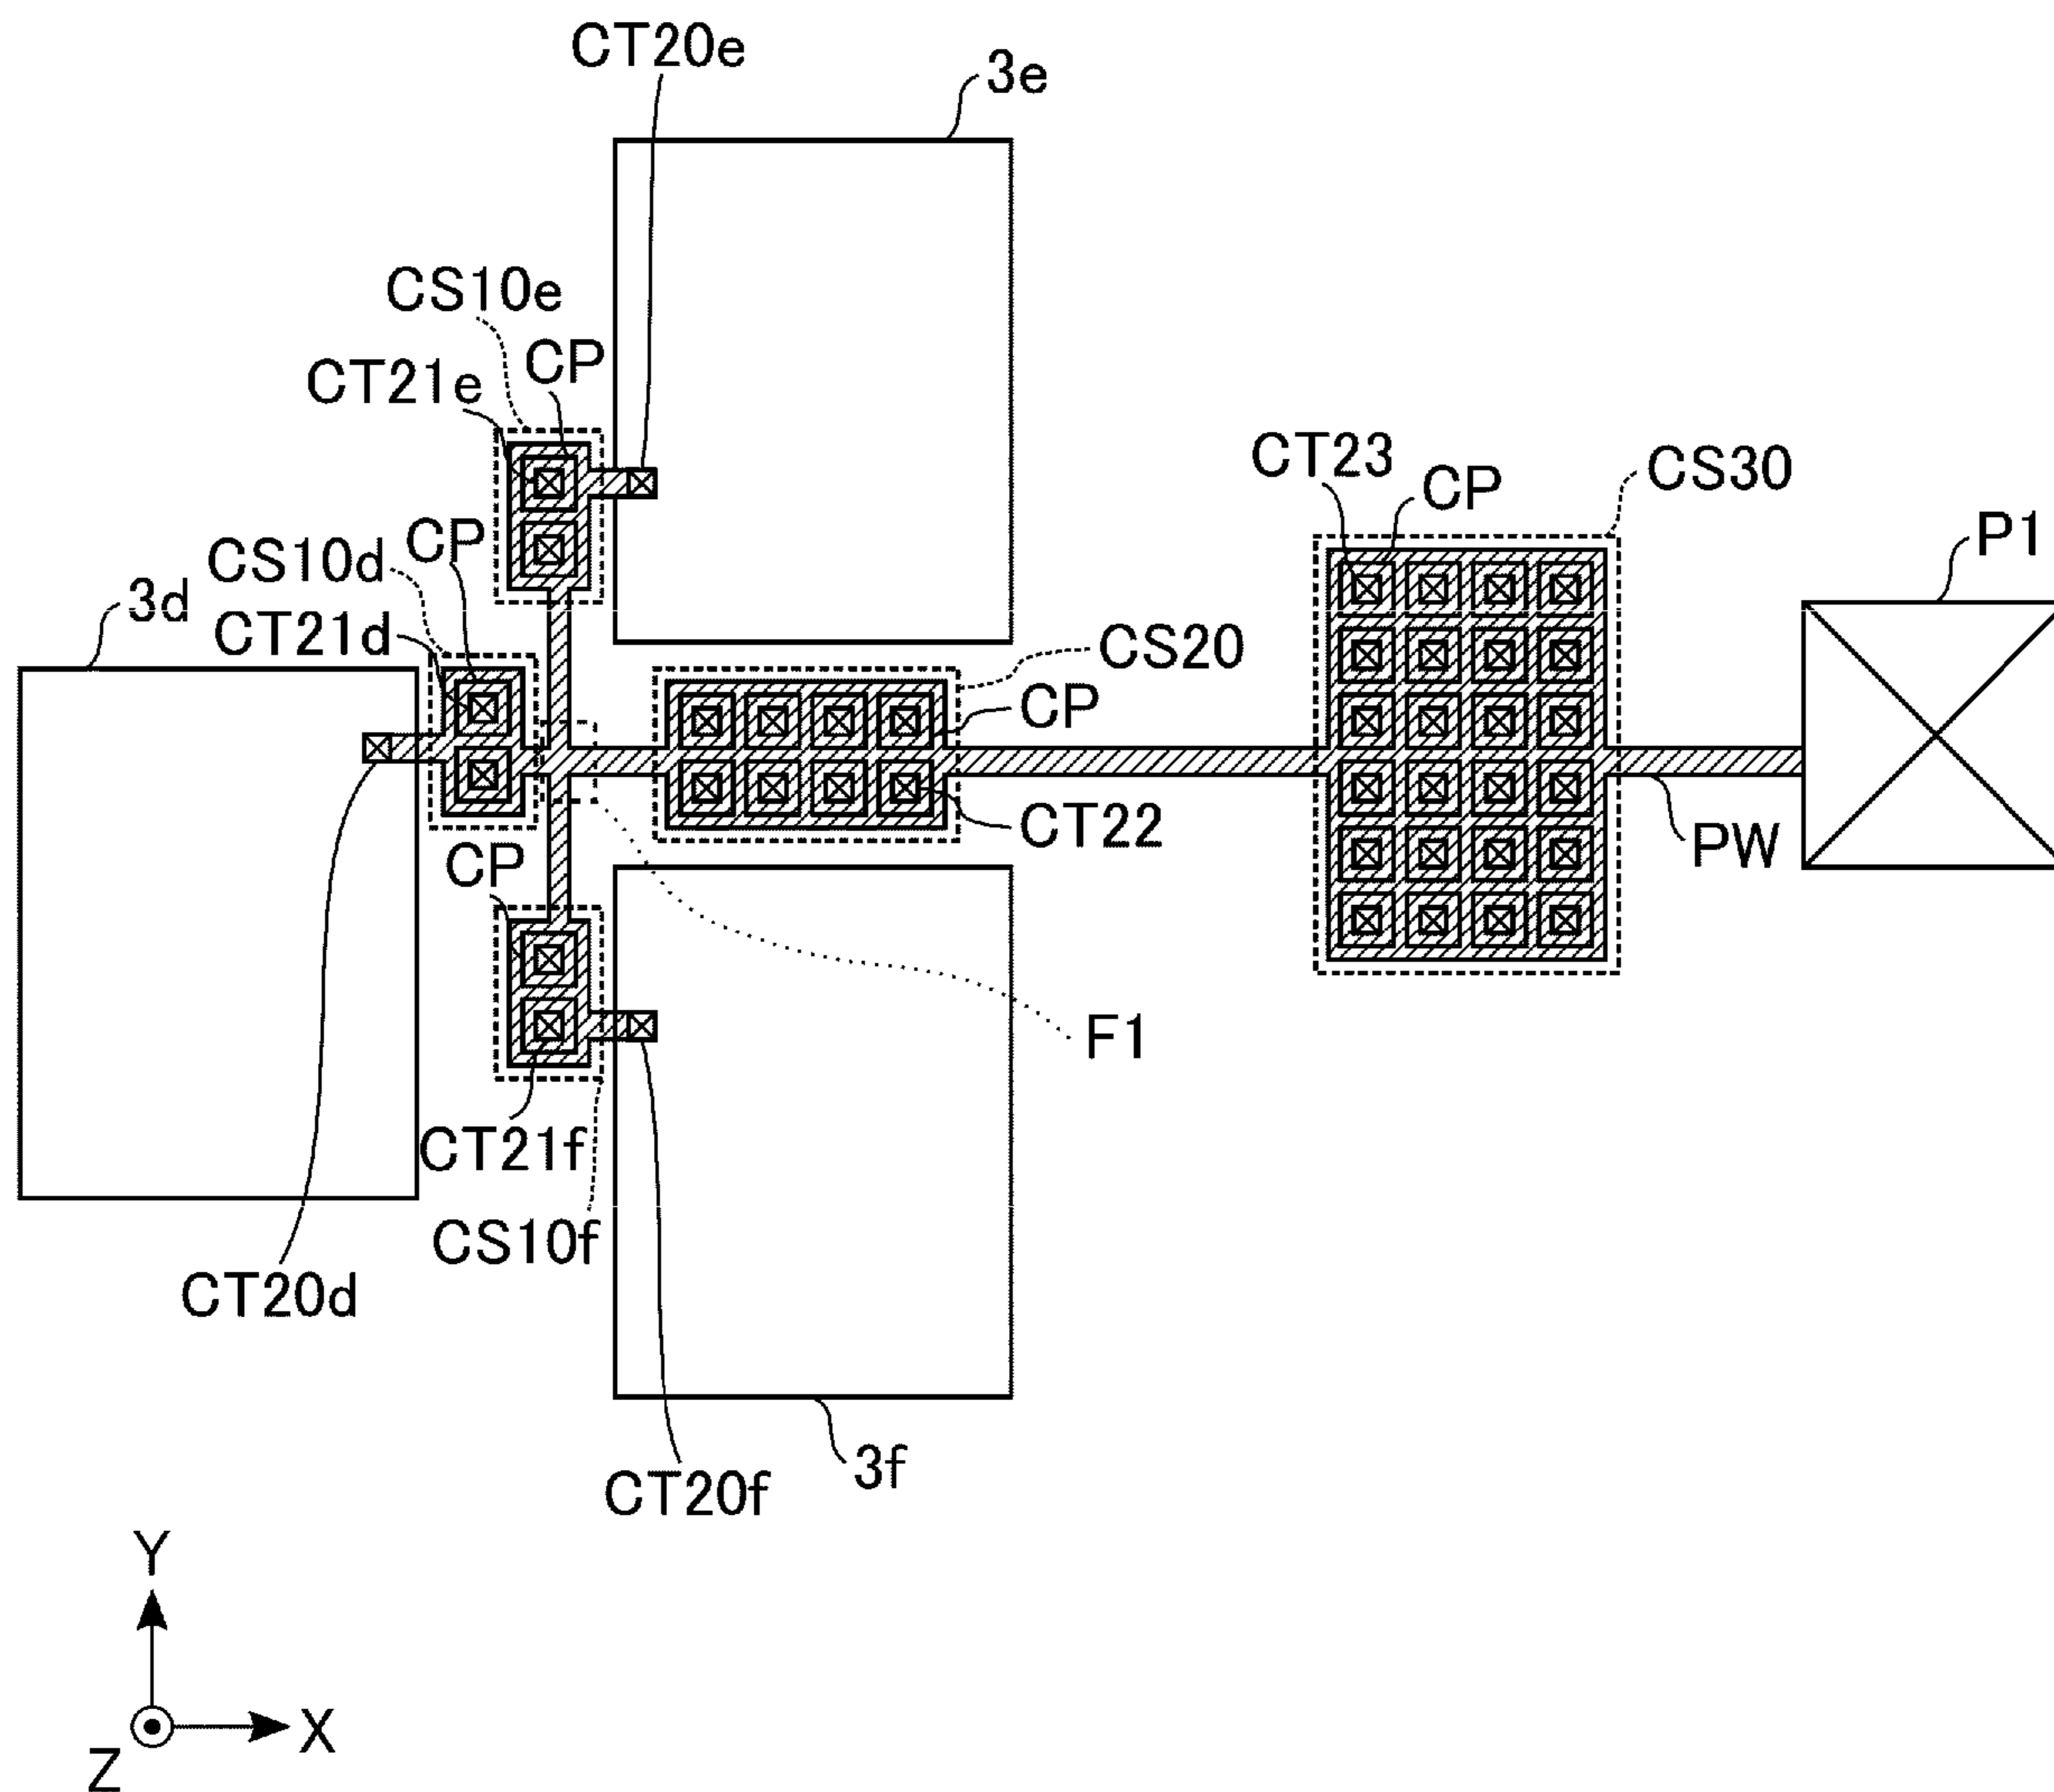 CT20e
3e
CS10e
CP
CT21e
CT23
CP
CS30
CP
CS10d
P1
3d
CT21d
CS20
CP
CT22
PW
CP
F1
CT21f
CS10f
CT20d
3f
CT20f
Y
X
Z